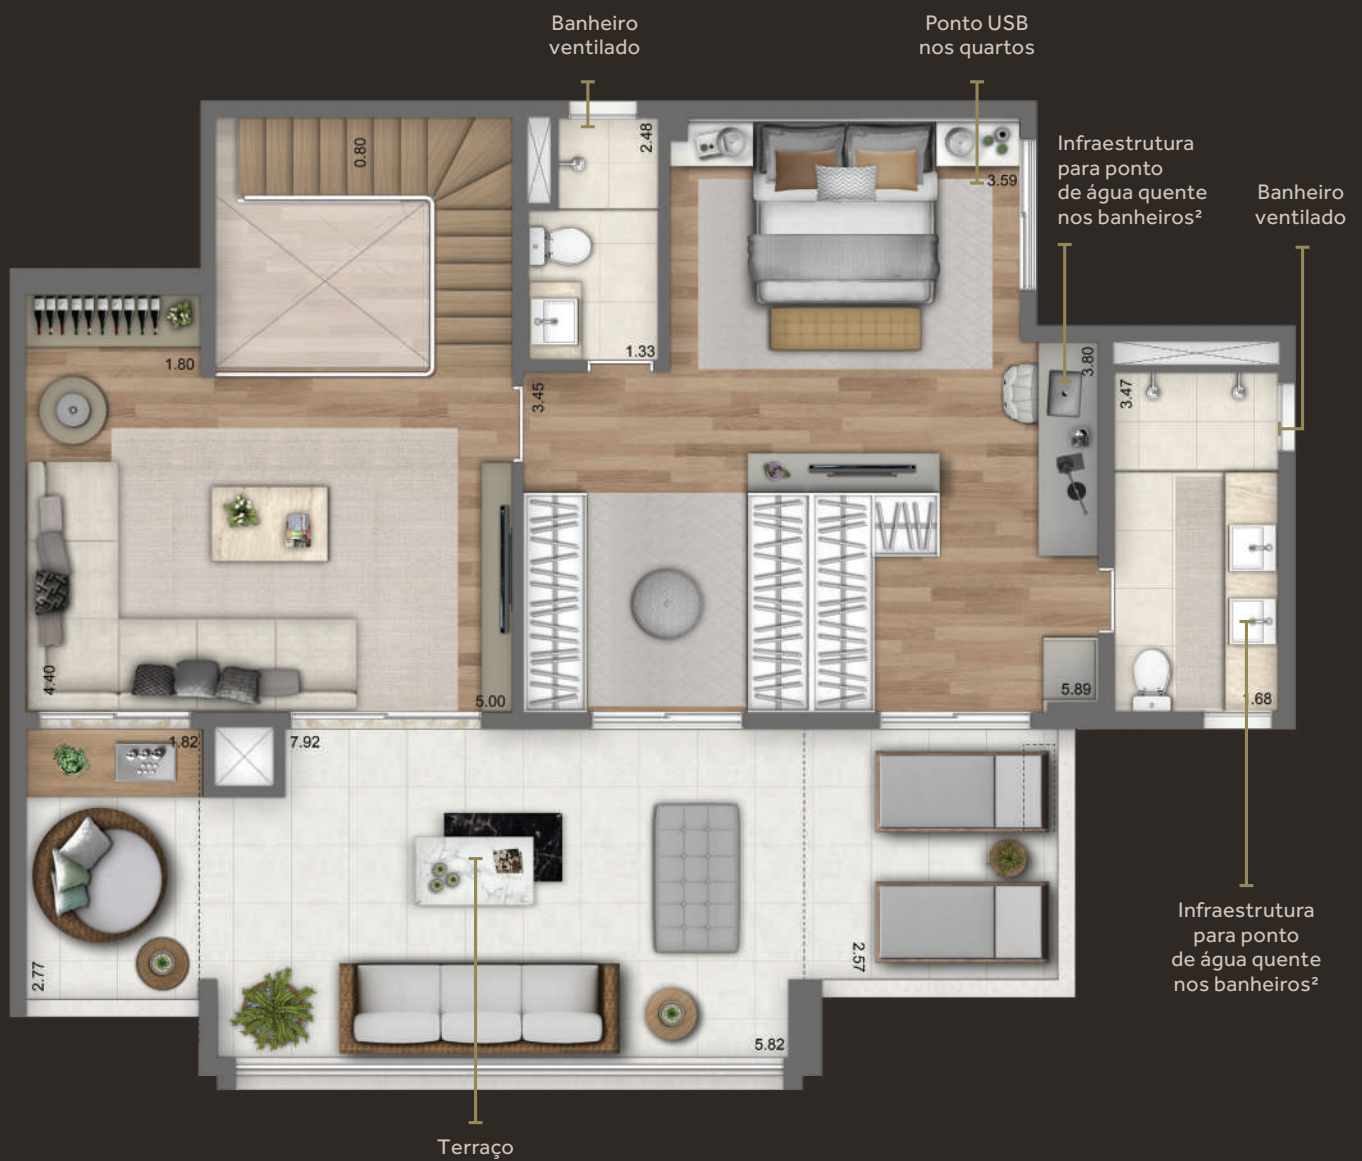 Banheiro
ventilado
Ponto USB
nos quartos
Infraestrutura
para ponto
de água quente
nos banheiros²
Banheiro
ventilado
0.80
2.48
3.59
1.80
1.33
3.45
3.80
3.47
4.40
5.00
5.89
1.68
1.82
7.92
2.77
2.57
5.82
Infraestrutura
para ponto
de água quente
nos banheiros²
Terraço